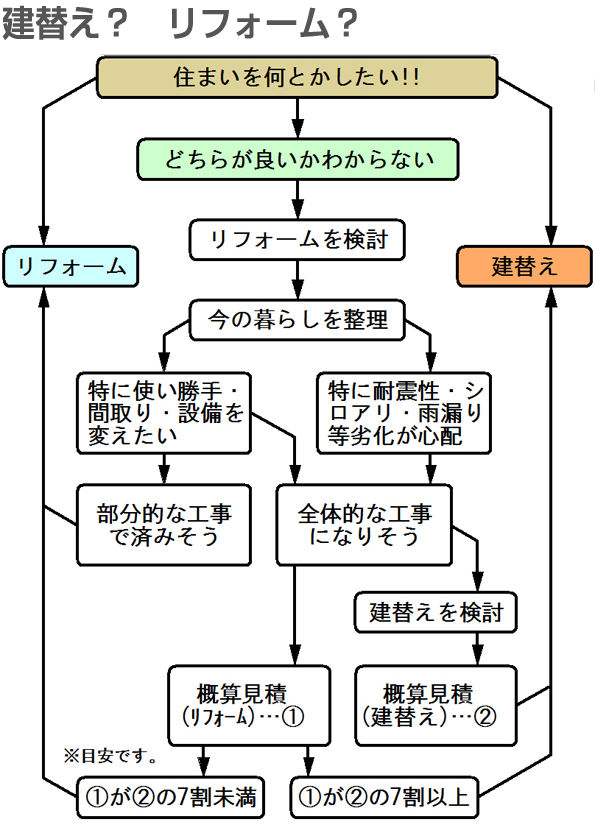 建替え？　リフォーム？
住まいを何とかしたい!!
どちらが良いかわからない
リフォームを検討
リフォーム
建替え
今の暮らしを整理
特に使い勝手・
間取り・設備を
変えたい
特に耐震性・シ
ロアリ・雨漏り
等劣化が心配
部分的な工事
で済みそう
全体的な工事
になりそう
建替えを検討
概算見積
(ﾘﾌｫｰﾑ)…①
概算見積
(建替え)…②
※目安です。
①が②の7割未満
①が②の7割以上